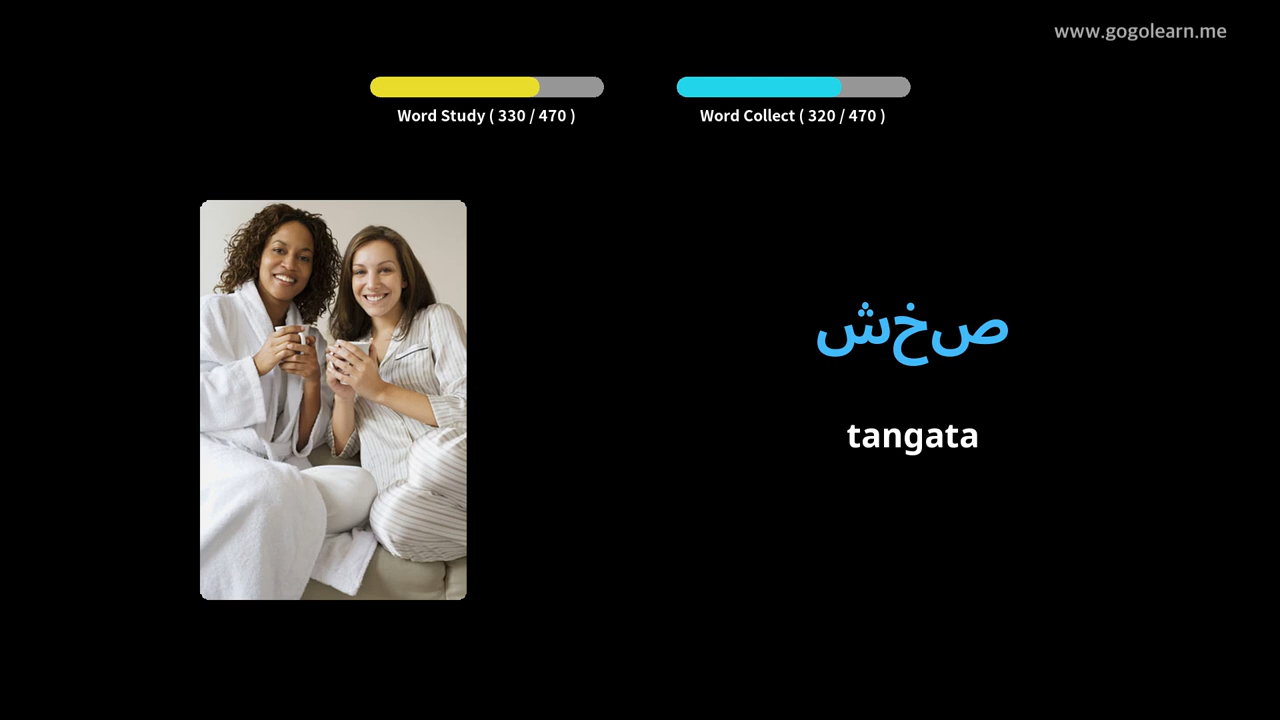 www.gogolearn.me
Word Study ( 330 / 470 )
Word Collect ( 320 / 470 )
صخش
tangata